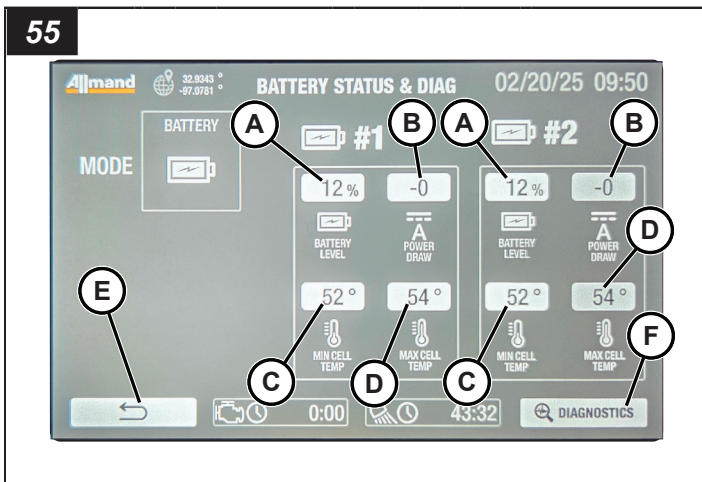 55
Allmand 32.9343 ° -97.0781 ° BATTERY STATUS & DIAG 02/20/25 09:50
BATTERY A B A B
#1 #2
MODE
12 % -0 12 % -0
BATTERY LEVEL A POWER DRAW BATTERY LEVEL A POWER DRAW
D
E
52 ° 54 ° 52 ° 54 °
F
MIN CELL TEMP MAX CELL TEMP MIN CELL TEMP MAX CELL TEMP
C D C
0:00 43:32 DIAGNOSTICS